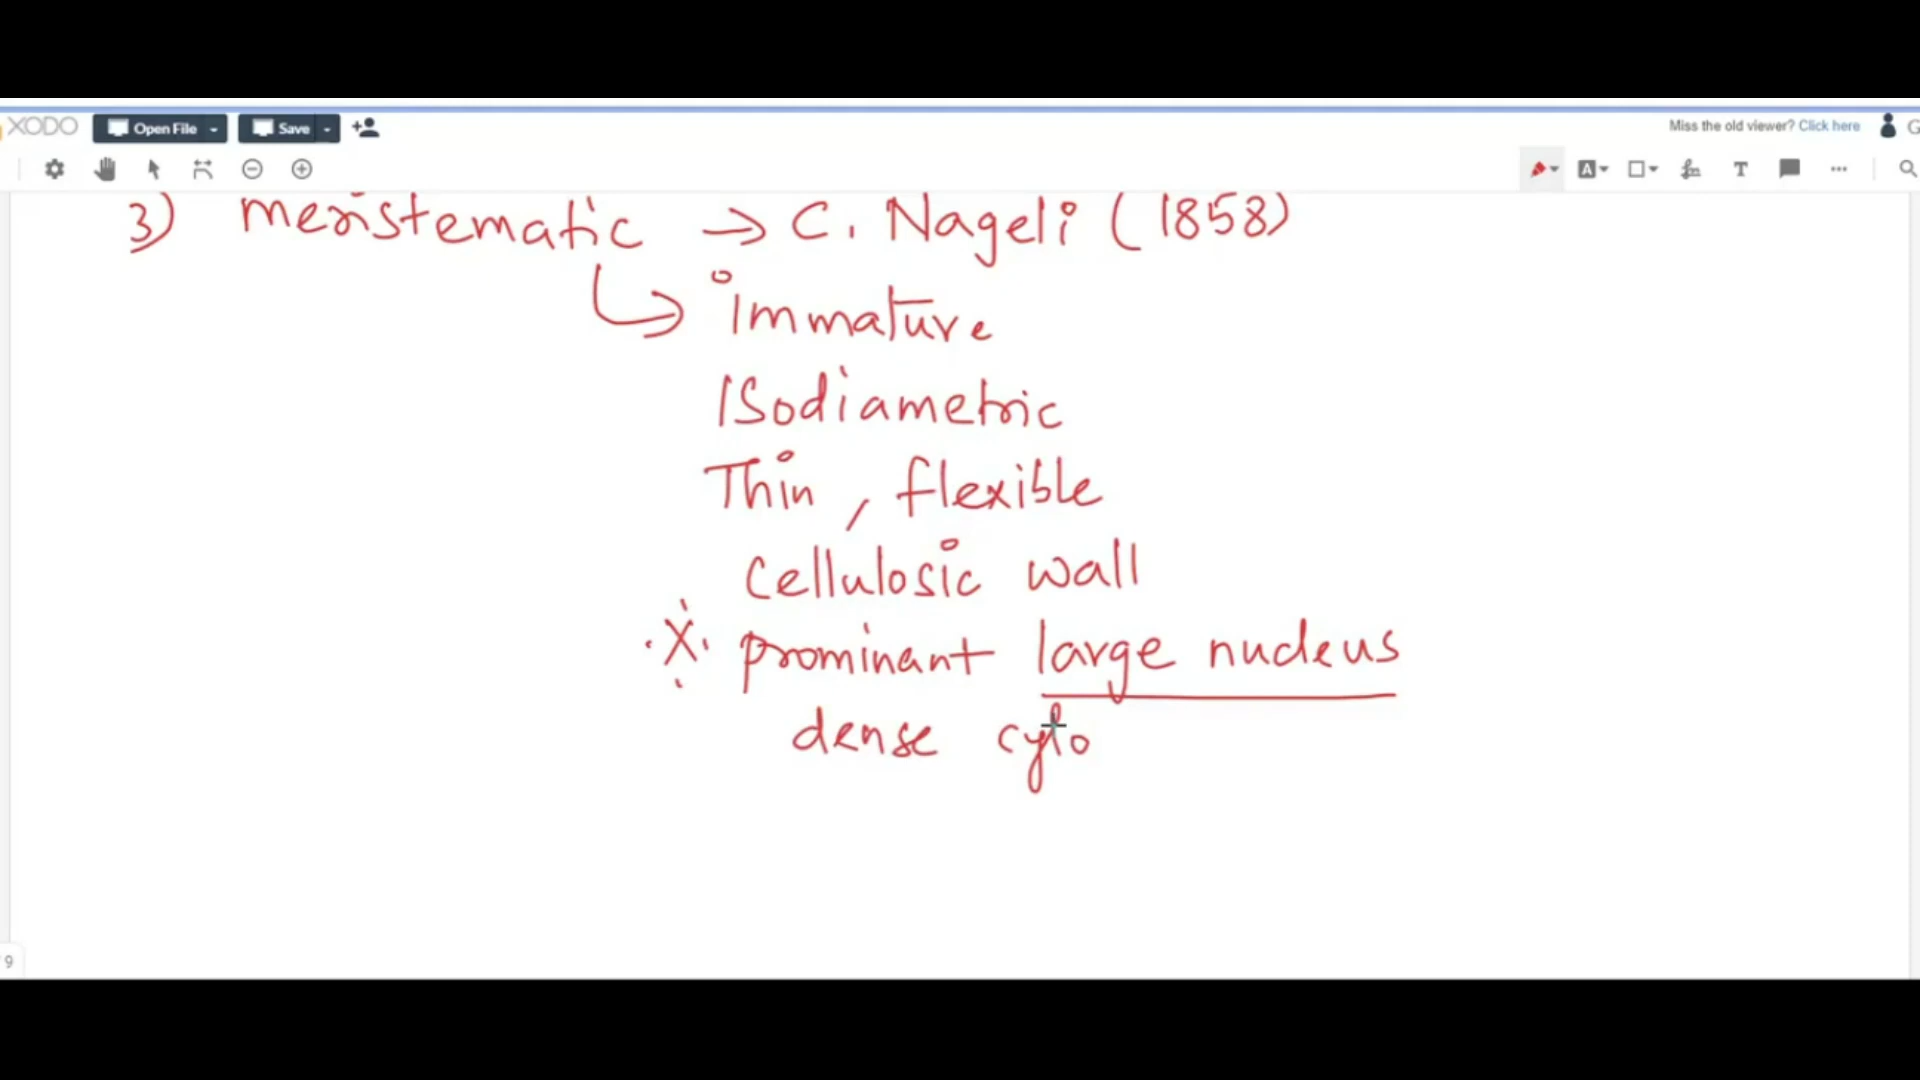 XODO Open File Save Miss the old viewer? Click here G
3) meristematic → C. Nageli (1858)
immature
Isodiametric
Thin, flexible
cellulosic wall
prominant large nucleus
dense cyto
9